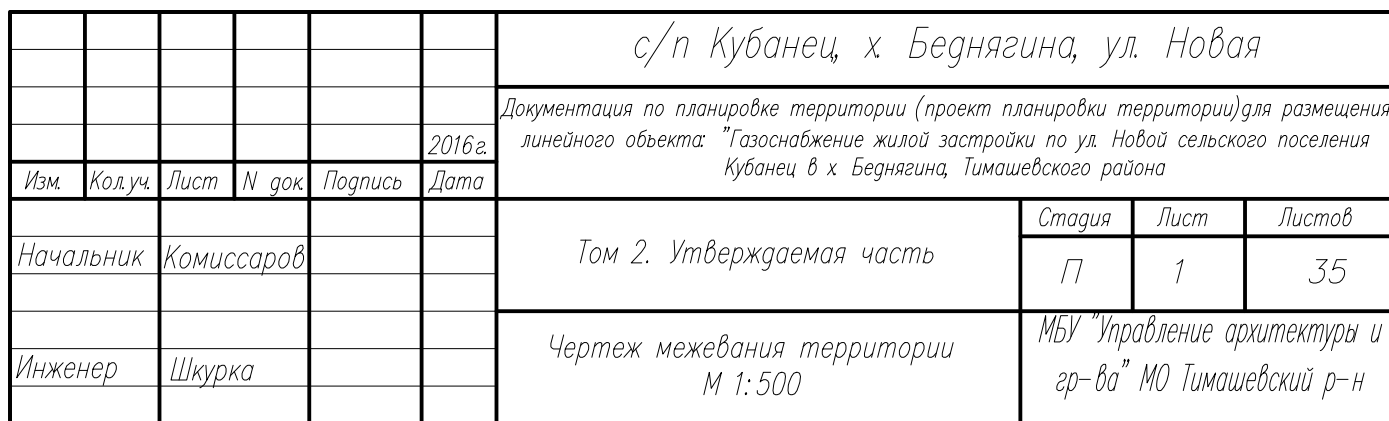 с/п Кубанец, х. Беднягина, ул. Новая
Документация по планировке территории (проект планировки территории)для размещения
линейного объекта: "Газоснабжение жилой застройки по ул. Новой сельского поселения
Кубанец в х. Беднягина, Тимашевского района
2016г.
Изм. Кол.уч. Лист N док. Подпись Дата
Стадия Лист Листов
Начальник Комиссаров
Том 2. Утверждаемая часть
П 1 35
Чертеж межевания территории
М 1:500
МБУ "Управление архитектуры и
гр-ва" МО Тимашевский р-н
Инженер Шкурка